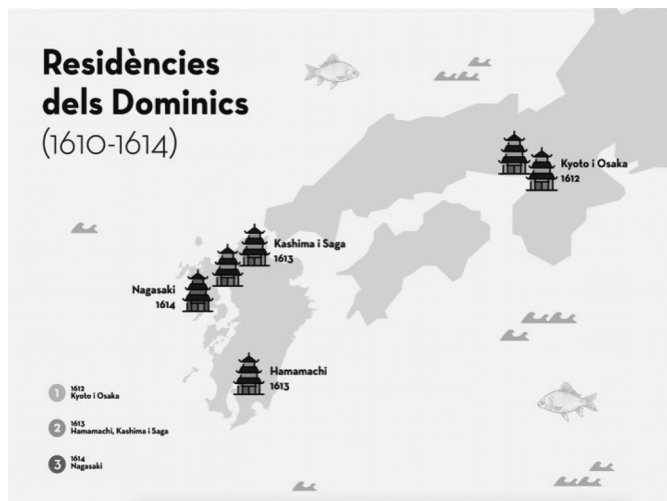 Residències
dels Dominics
(1610-1614)
Kyoto i Osaka
1612
Kashima i Saga
1613
Nagasaki
1614
Hamamachi
1613
1
1612
Kyoto i Osaka
2
1613
Hamamachi, Kashima i Saga
3
1614
Nagasaki